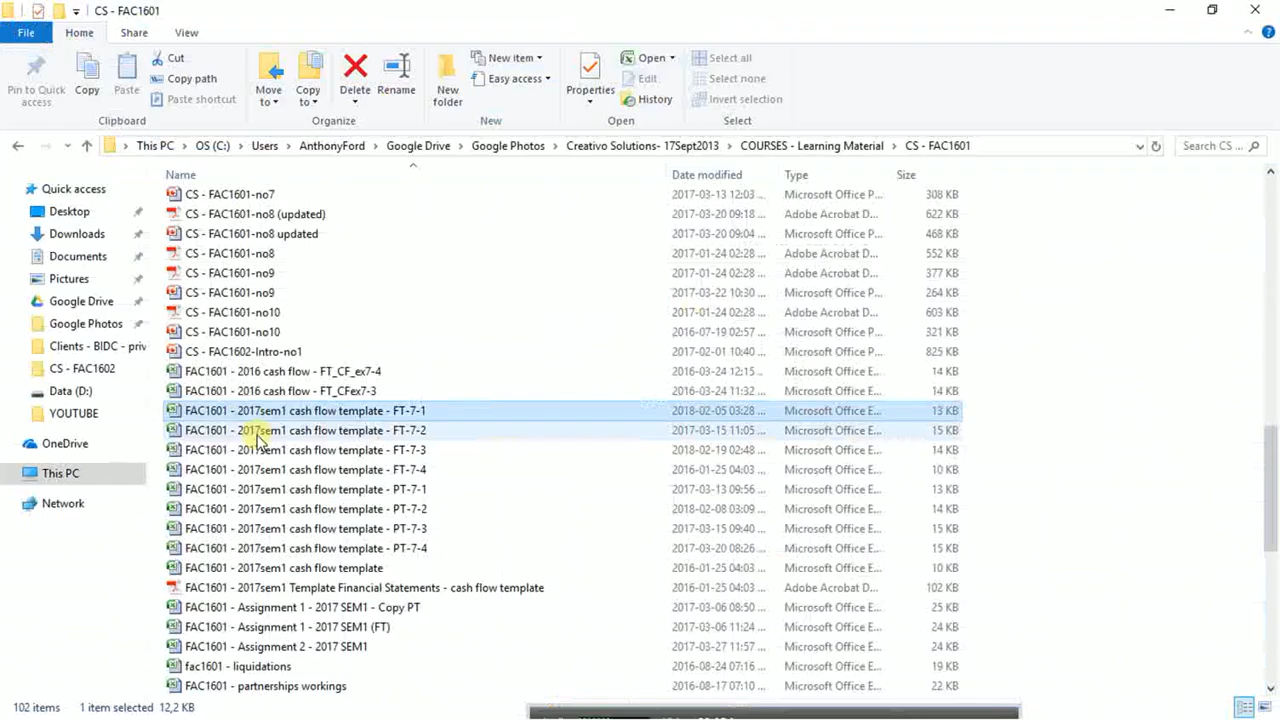 CS - FAC1601
File Home Share View
Pin to Quick access
Copy
Paste
Cut
Copy path
Paste shortcut
Clipboard
Move to
Copy to
Delete
Rename
Organize
New folder
New item
Easy access
New
Properties
Open
Edit
History
Open
Select all
Select none
Invert selection
Select
This PC OS (C:) Users AnthonyFord Google Drive Google Photos Creativo Solutions- 17Sept2013 COURSES - Learning Material CS - FAC1601
Search CS ...
Quick access
Desktop
Downloads
Documents
Pictures
Google Drive
Google Photos
Clients - BIDC - priv
CS - FAC1602
Data (D:)
YOUTUBE
OneDrive
This PC
Network
Name Date modified Type Size
CS - FAC1601-no7 2017-03-13 12:03 ... Microsoft Office P... 308 KB
CS - FAC1601-no8 (updated) 2017-03-20 09:18 ... Adobe Acrobat D... 622 KB
CS - FAC1601-no8 updated 2017-03-20 09:04 ... Microsoft Office P... 468 KB
CS - FAC1601-no8 2017-01-24 02:28 ... Adobe Acrobat D... 552 KB
CS - FAC1601-no9 2017-01-24 02:28 ... Adobe Acrobat D... 377 KB
CS - FAC1601-no9 2017-03-22 10:30 ... Microsoft Office P... 264 KB
CS - FAC1601-no10 2017-01-24 02:28 ... Adobe Acrobat D... 603 KB
CS - FAC1601-no10 2016-07-19 02:57 ... Microsoft Office P... 321 KB
CS - FAC1602-Intro-no1 2017-02-01 10:40 ... Microsoft Office P... 825 KB
FAC1601 - 2016 cash flow - FT_CF_ex7-4 2016-03-24 12:15 ... Microsoft Office E... 14 KB
FAC1601 - 2016 cash flow - FT_CFex7-3 2016-03-24 11:32 ... Microsoft Office E... 14 KB
FAC1601 - 2017sem1 cash flow template - FT-7-1 2018-02-05 03:28 ... Microsoft Office E... 13 KB
FAC1601 - 2017sem1 cash flow template - FT-7-2 2017-03-15 11:05 ... Microsoft Office E... 15 KB
FAC1601 - 2017sem1 cash flow template - FT-7-3 2018-02-19 02:48 ... Microsoft Office E... 14 KB
FAC1601 - 2017sem1 cash flow template - FT-7-4 2016-01-25 04:03 ... Microsoft Office E... 10 KB
FAC1601 - 2017sem1 cash flow template - PT-7-1 2017-03-13 09:56 ... Microsoft Office E... 13 KB
FAC1601 - 2017sem1 cash flow template - PT-7-2 2018-02-08 03:09 ... Microsoft Office E... 14 KB
FAC1601 - 2017sem1 cash flow template - PT-7-3 2017-03-15 09:40 ... Microsoft Office E... 15 KB
FAC1601 - 2017sem1 cash flow template - PT-7-4 2017-03-20 08:26 ... Microsoft Office E... 15 KB
FAC1601 - 2017sem1 cash flow template 2016-01-25 04:03 ... Microsoft Office E... 10 KB
FAC1601 - 2017sem1 Template Financial Statements - cash flow template 2016-01-25 04:03 ... Adobe Acrobat D... 102 KB
FAC1601 - Assignment 1 - 2017 SEM1 - Copy PT 2017-03-06 08:50 ... Microsoft Office E... 25 KB
FAC1601 - Assignment 1 - 2017 SEM1 (FT) 2017-03-06 11:24 ... Microsoft Office E... 24 KB
FAC1601 - Assignment 2 - 2017 SEM1 2017-03-27 11:57 ... Microsoft Office E... 24 KB
fac1601 - liquidations 2016-08-24 07:16 ... Microsoft Office E... 19 KB
FAC1601 - partnerships workings 2016-08-17 07:10 ... Microsoft Office E... 22 KB
102 items 1 item selected 12,2 KB